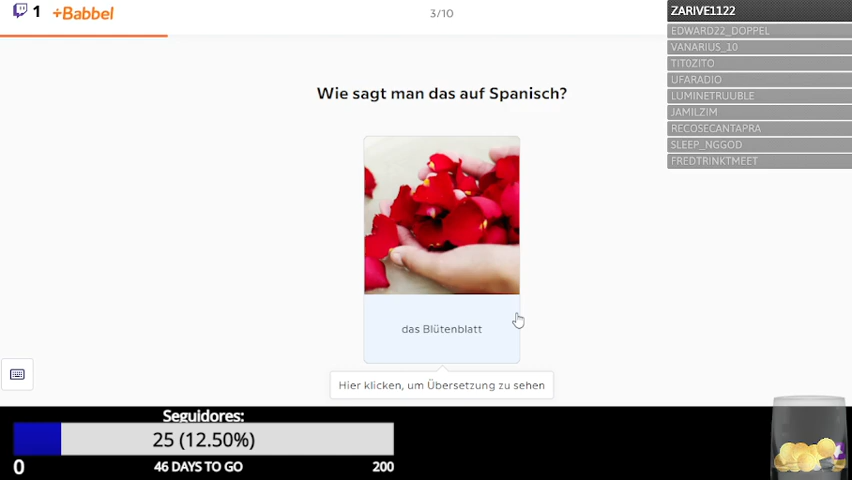 1
+Babbel
3/10
ZARIVE1122
EDWARD22_DOPPEL
VANARIUS_10
TIT0ZITO
UFARADIO
LUMINETRUUBLE
JAMILZIM
RECOSECANTAPRA
SLEEP_NGGOD
FREDTRINKTMEET
Wie sagt man das auf Spanisch?
das Blütenblatt
Hier klicken, um Übersetzung zu sehen
Seguidores:
25 (12.50%)
0
46 DAYS TO GO
200